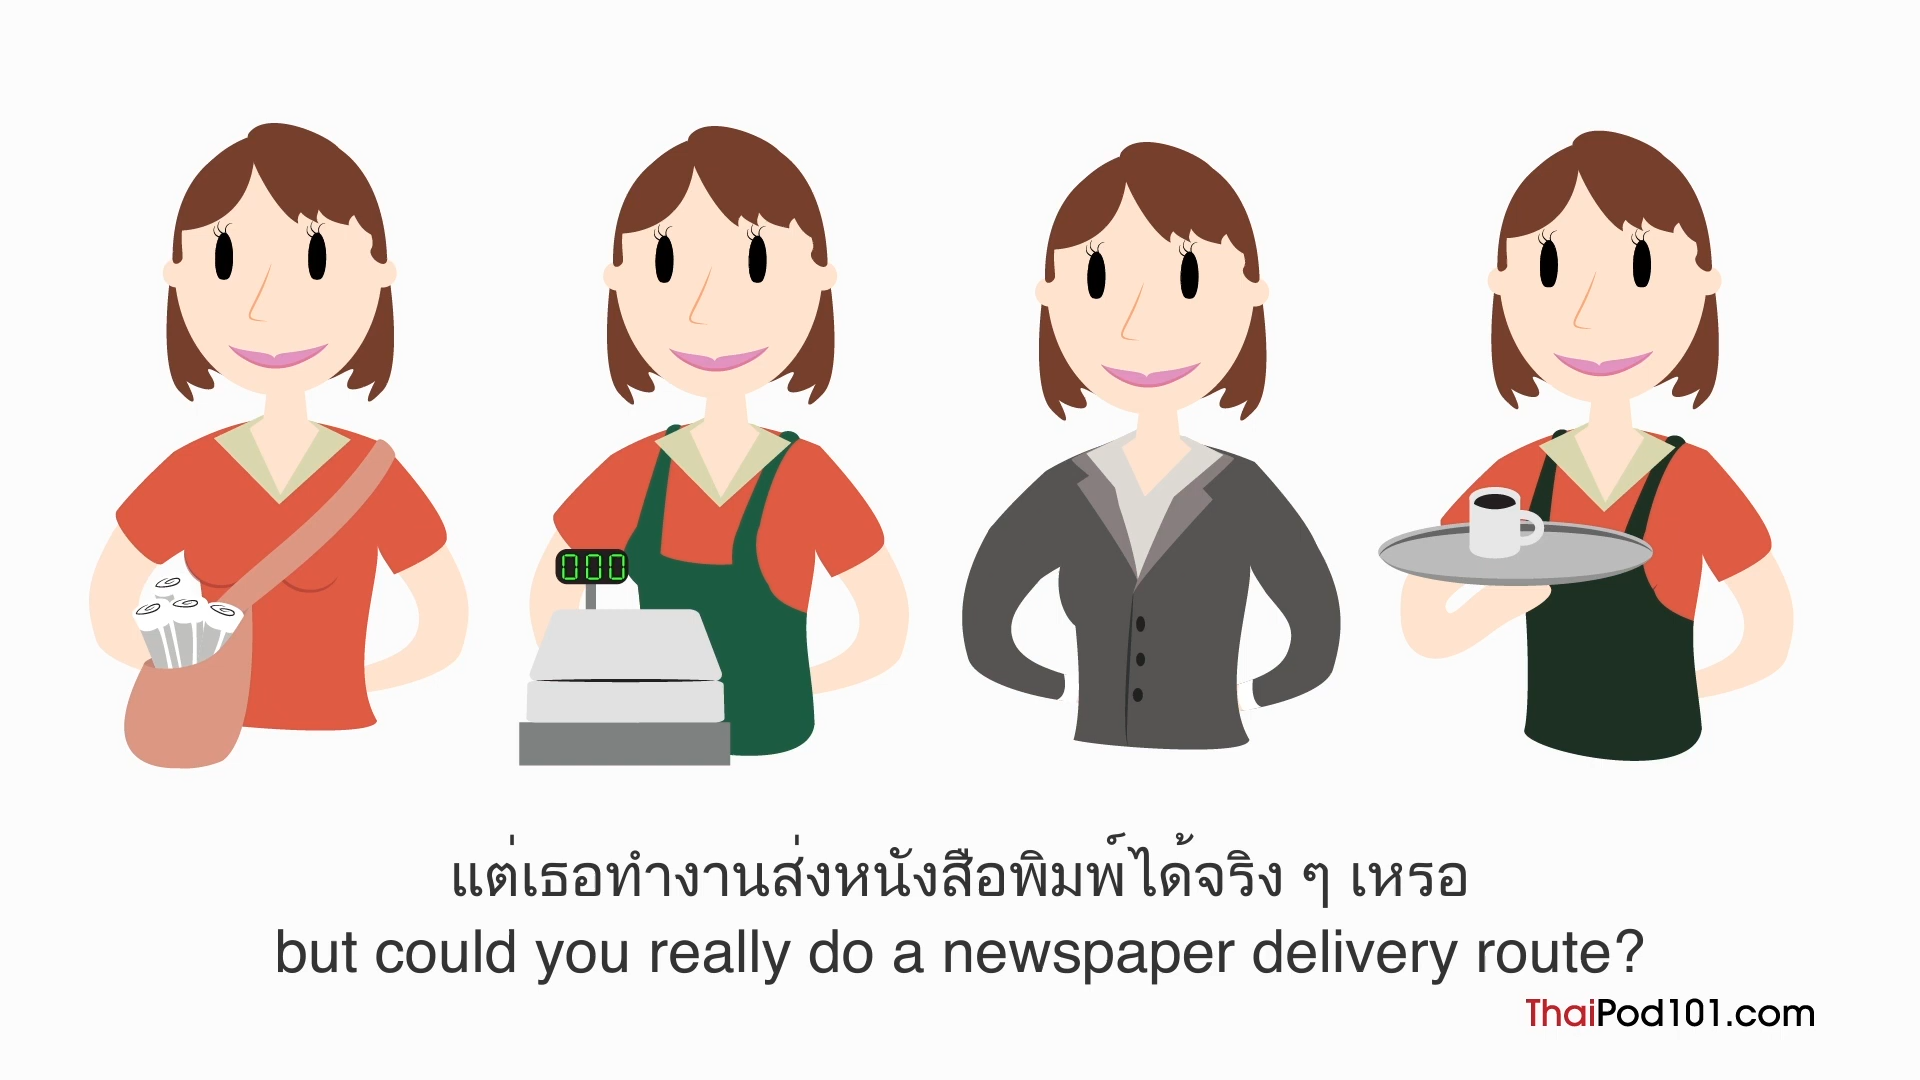 000
แต่เธอทำงานส่งหนังสือพิมพ์ได้จริง ๆ เหรอ
but could you really do a newspaper delivery route?
ThaiPod101.com